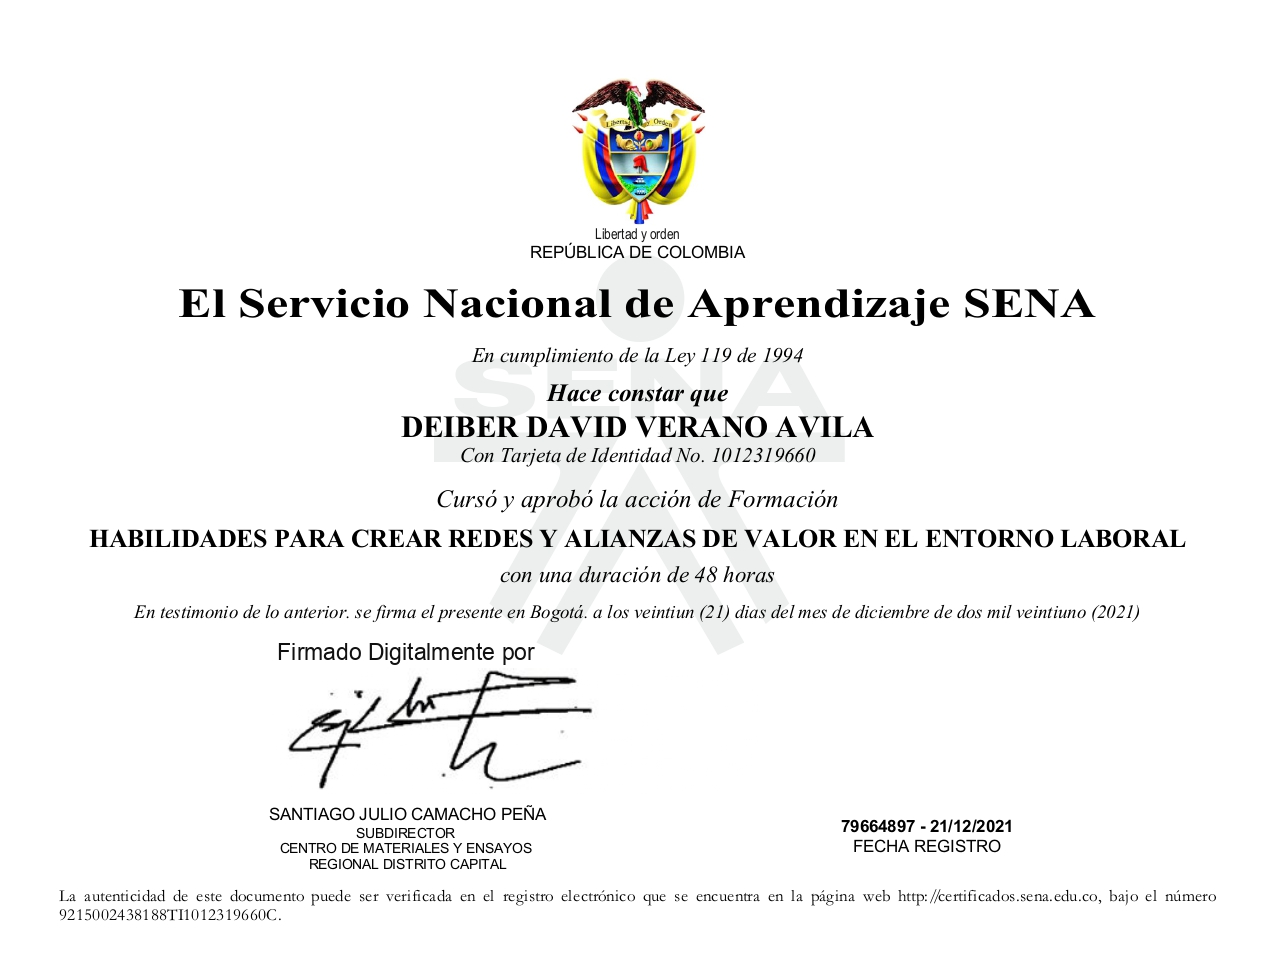 Libertad y Orden
Libertad y orden
REPÚBLICA DE COLOMBIA
El Servicio Nacional de Aprendizaje SENA
En cumplimiento de la Ley 119 de 1994
SENA
Hace constar que
DEIBER DAVID VERANO AVILA
Con Tarjeta de Identidad No. 1012319660
Cursó y aprobó la acción de Formación
HABILIDADES PARA CREAR REDES Y ALIANZAS DE VALOR EN EL ENTORNO LABORAL
con una duración de 48 horas
En testimonio de lo anterior. se firma el presente en Bogotá. a los veintiun (21) dias del mes de diciembre de dos mil veintiuno (2021)
Firmado Digitalmente por
SANTIAGO JULIO CAMACHO PEÑA
SUBDIRECTOR
CENTRO DE MATERIALES Y ENSAYOS
REGIONAL DISTRITO CAPITAL
79664897 - 21/12/2021
FECHA REGISTRO
La autenticidad de este documento puede ser verificada en el registro electrónico que se encuentra en la página web http://certificados.sena.edu.co, bajo el número
9215002438188TI1012319660C.